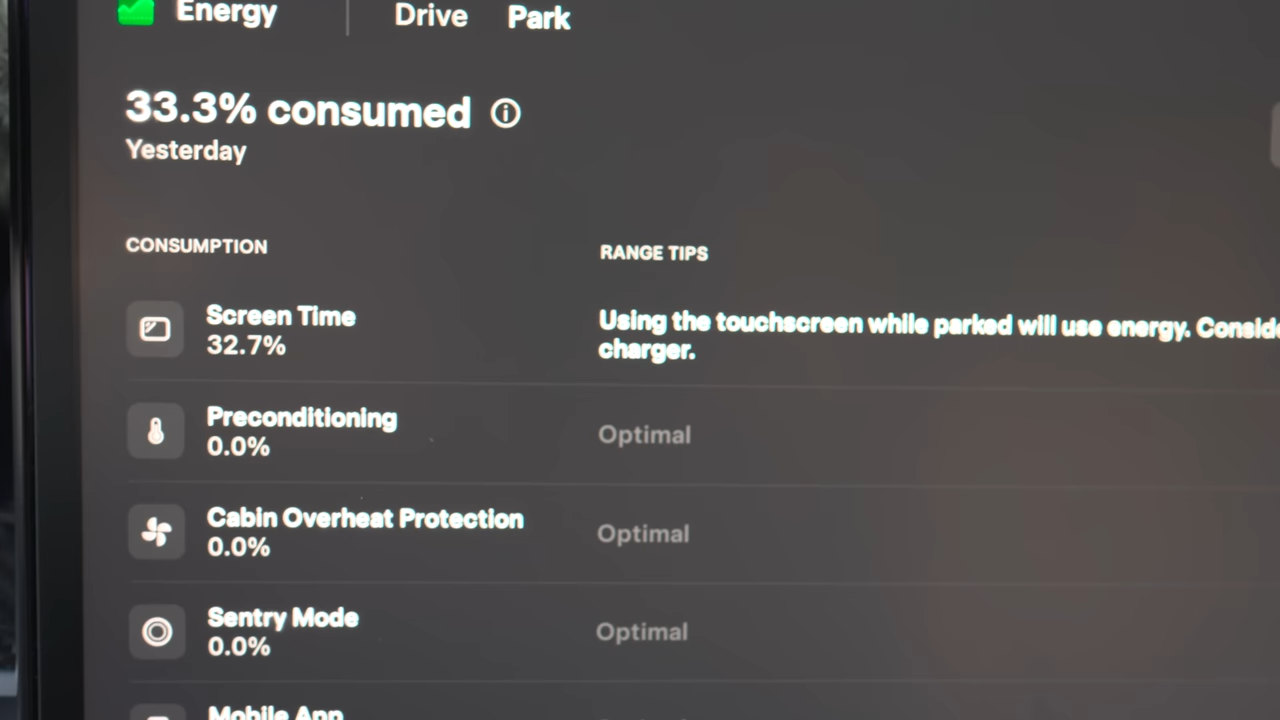 Energy
Drive
Park
33.3% consumed
Yesterday
CONSUMPTION
RANGE TIPS
Screen Time
32.7%
Using the touchscreen while parked will use energy.
charger.
Preconditioning
0.0%
Optimal
Cabin Overheat Protection
0.0%
Optimal
Sentry Mode
0.0%
Optimal
Mobile App